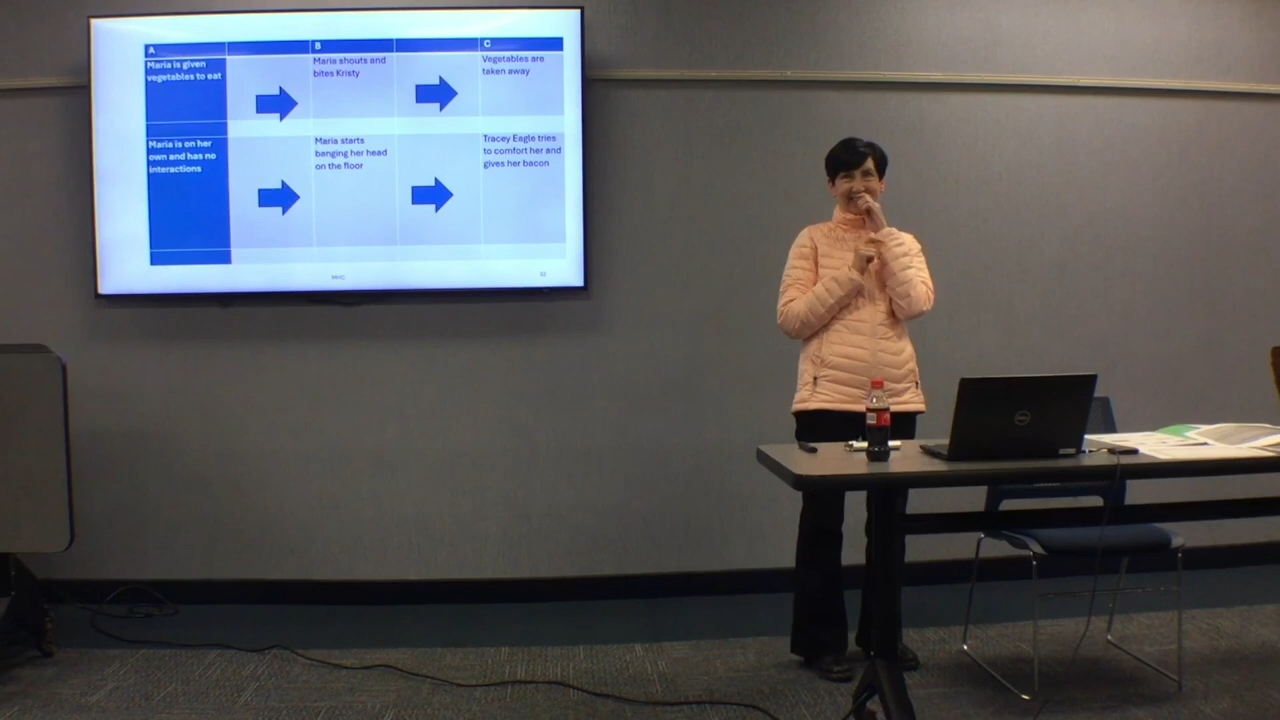 A B C
Maria is given
vegetables to eat
Maria shouts and
bites Kristy
Vegetables are
taken away
Maria is on her
own and has no
interactions
Maria starts
banging her head
on the floor
Tracey Eagle tries
to comfort her and
gives her bacon
MHC